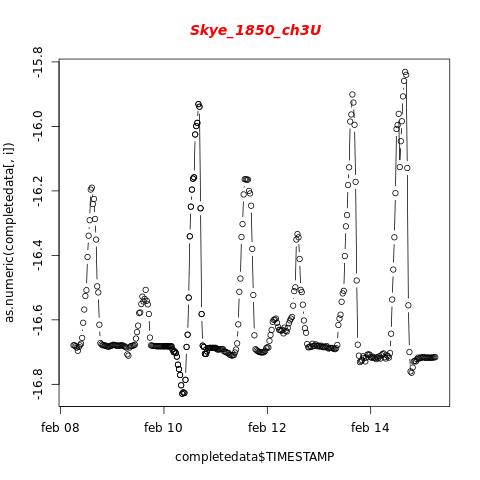 Skye_1850_ch3U
as.numeric(completedata[, i])
-15.8
-16.0
-16.2
-16.4
-16.6
-16.8
feb 08
feb 10
feb 12
feb 14
completedata$TIMESTAMP